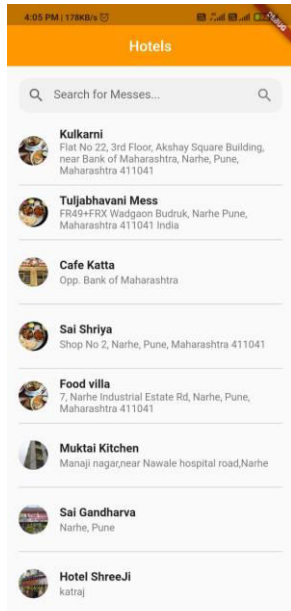 4:05 PM | 178KB/s
Hotels
Search for Messes...
Kulkarni
Flat No 22, 3rd Floor, Akshay Square Building,
near Bank of Maharashtra, Narhe, Pune,
Maharashtra 411041
Tuljabhavani Mess
FR49+FRX Wadgaon Budruk, Narhe Pune,
Maharashtra 411041 India
Cafe Katta
Opp. Bank of Maharashtra
Sai Shriya
Shop No 2, Narhe, Pune, Maharashtra 411041
Food villa
7, Narhe Industrial Estate Rd, Narhe, Pune,
Maharashtra 411041
Muktai Kitchen
Manaji nagar,near Nawale hospital road,Narhe
Sai Gandharva
Narhe, Pune
Hotel ShreeJi
katraj